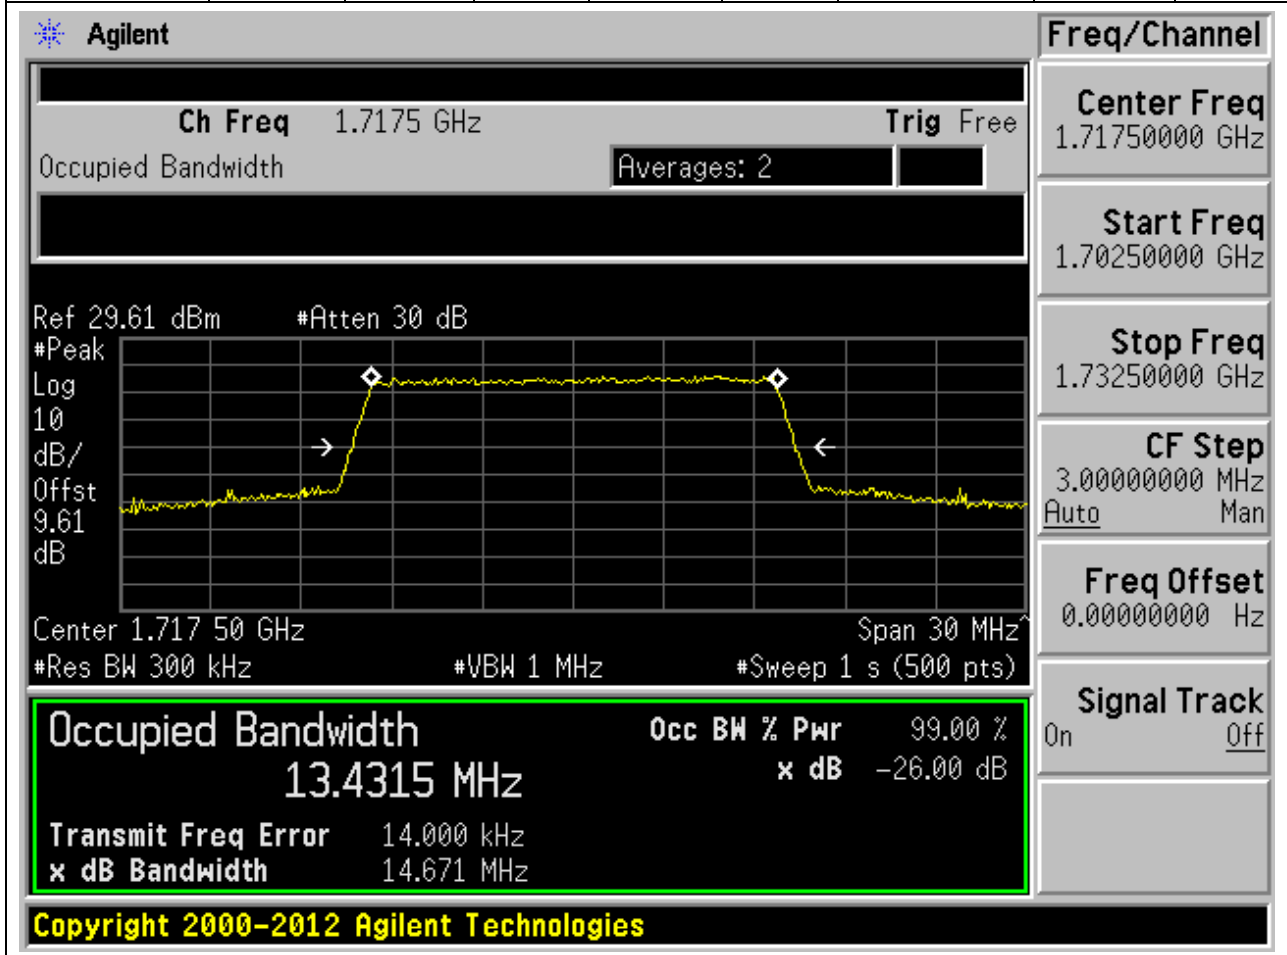 Agilent
Freq/Channel
Ch Freq 1.7175 GHz Trig Free
Occupied Bandwidth Averages: 2
Center Freq
1.71750000 GHz
Start Freq
1.70250000 GHz
Stop Freq
1.73250000 GHz
CF Step
3.00000000 MHz
Auto Man
Freq Offset
0.00000000 Hz
Signal Track
On Off
Ref 29.61 dBm #Atten 30 dB
#Peak
Log
10
dB/
Offst
9.61
dB
Center 1.717 50 GHz Span 30 MHz^
#Res BW 300 kHz #VBW 1 MHz #Sweep 1 s (500 pts)
Occupied Bandwidth
13.4315 MHz
Occ BW % Pwr 99.00 %
x dB -26.00 dB
Transmit Freq Error 14.000 kHz
x dB Bandwidth 14.671 MHz
Copyright 2000-2012 Agilent Technologies